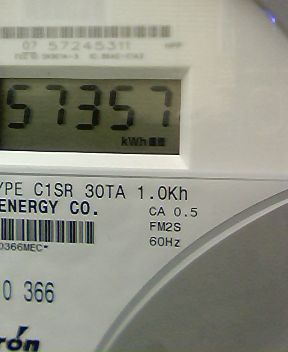 07 57245311
57357
kWh
YPE C1SR 30TA 1.0Kh
ENERGY CO.
CA 0.5
FM2S
60Hz
0366MEC*
0 366
rón